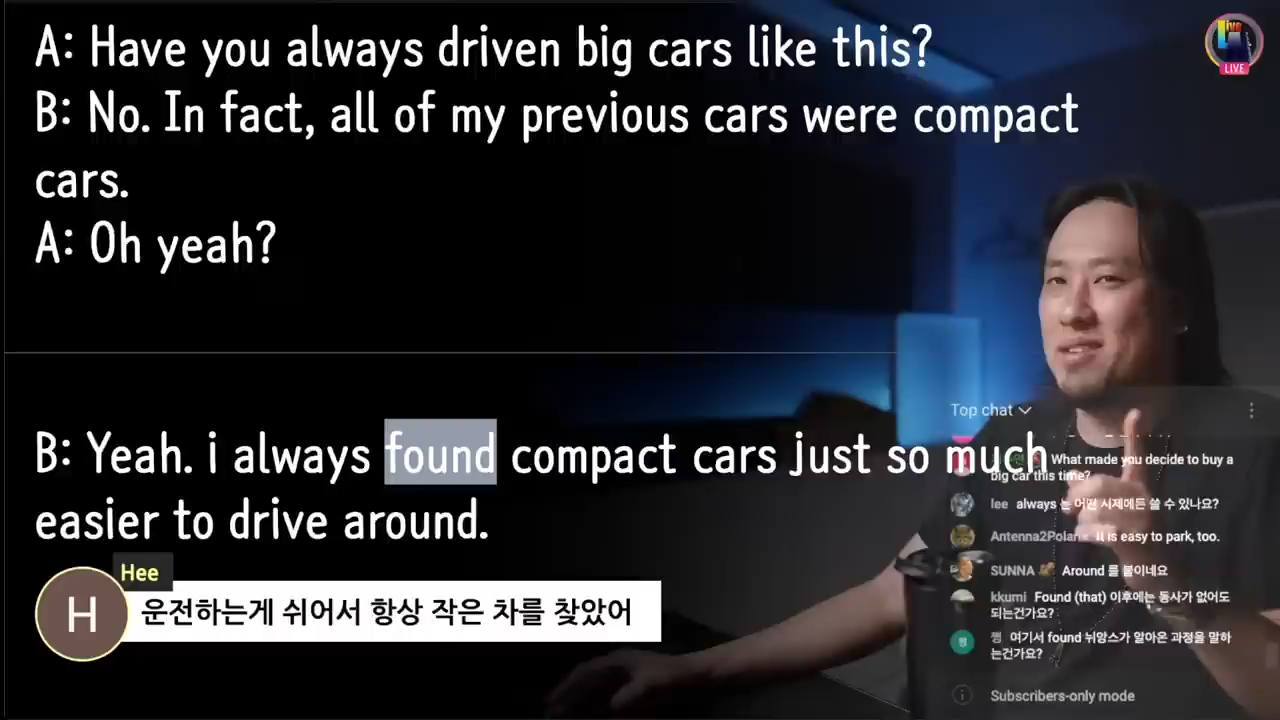 A: Have you always driven big cars like this?
B: No. In fact, all of my previous cars were compact
cars.
A: Oh yeah?
B: Yeah. i always found compact cars just so much
easier to drive around.
Hee
H
운전하는게 쉬어서 항상 작은 차를 찾았어
Live
LIVE
Top chat
What made you decide to buy a
big car this time?
lee always 는 어떤 시제에든 쓸 수 있나요?
is easy to park, too.
SUNNA Around 를 붙이네요
kkumi Found (that) 이후에는 동사가 없어도
되는건가요?
쩡 여기서 found 뉘앙스가 알아온 과정을 말하
는건가요?
Subscribers-only mode